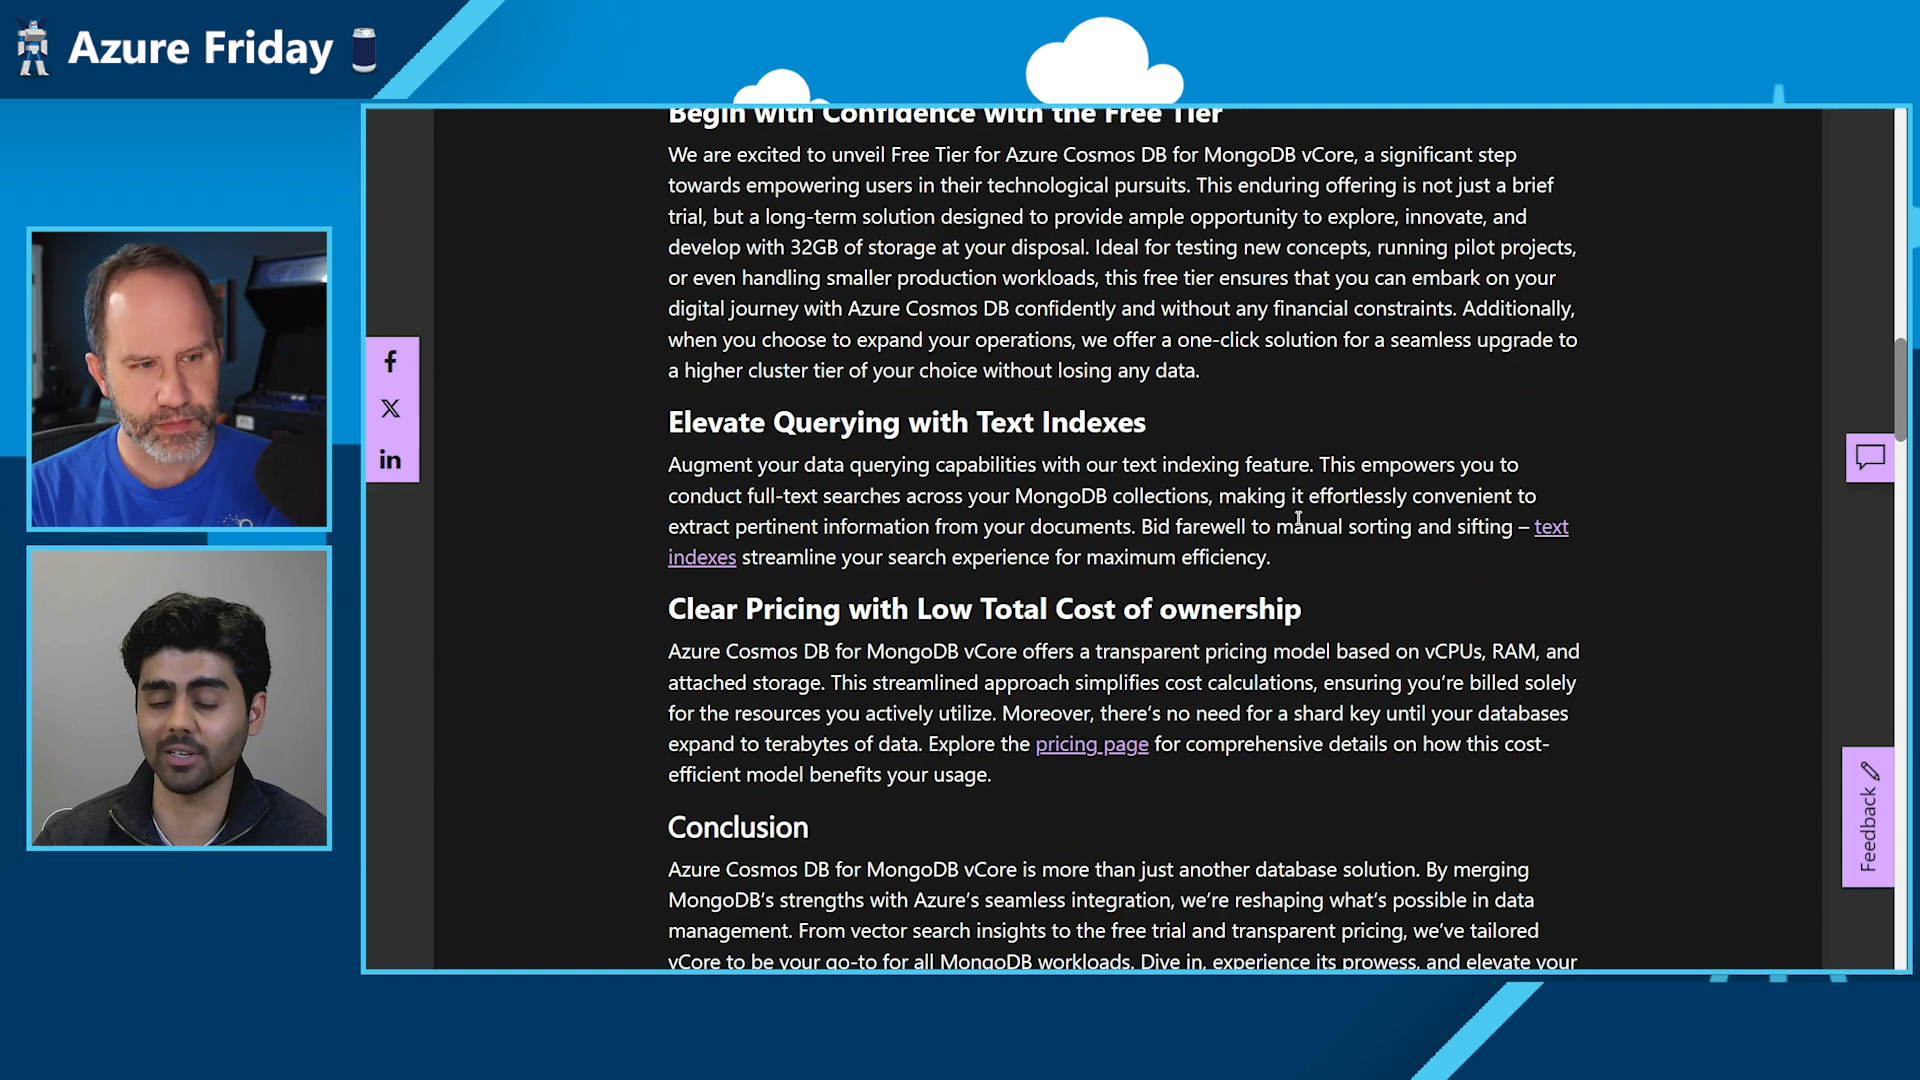 Azure Friday
Begin with Confidence with the Free Tier
We are excited to unveil Free Tier for Azure Cosmos DB for MongoDB vCore, a significant step
towards empowering users in their technological pursuits. This enduring offering is not just a brief
trial, but a long-term solution designed to provide ample opportunity to explore, innovate, and
develop with 32GB of storage at your disposal. Ideal for testing new concepts, running pilot projects,
or even handling smaller production workloads, this free tier ensures that you can embark on your
digital journey with Azure Cosmos DB confidently and without any financial constraints. Additionally,
when you choose to expand your operations, we offer a one-click solution for a seamless upgrade to
a higher cluster tier of your choice without losing any data.
Elevate Querying with Text Indexes
Augment your data querying capabilities with our text indexing feature. This empowers you to
conduct full-text searches across your MongoDB collections, making it effortlessly convenient to
extract pertinent information from your documents. Bid farewell to manual sorting and sifting – text
indexes streamline your search experience for maximum efficiency.
Clear Pricing with Low Total Cost of ownership
Azure Cosmos DB for MongoDB vCore offers a transparent pricing model based on vCPUs, RAM, and
attached storage. This streamlined approach simplifies cost calculations, ensuring you’re billed solely
for the resources you actively utilize. Moreover, there’s no need for a shard key until your databases
expand to terabytes of data. Explore the pricing page for comprehensive details on how this cost-
efficient model benefits your usage.
Conclusion
Azure Cosmos DB for MongoDB vCore is more than just another database solution. By merging
MongoDB’s strengths with Azure’s seamless integration, we’re reshaping what’s possible in data
management. From vector search insights to the free trial and transparent pricing, we’ve tailored
vCore to be your go-to for all MongoDB workloads. Dive in, experience its prowess, and elevate your
f
X
in
Feedback